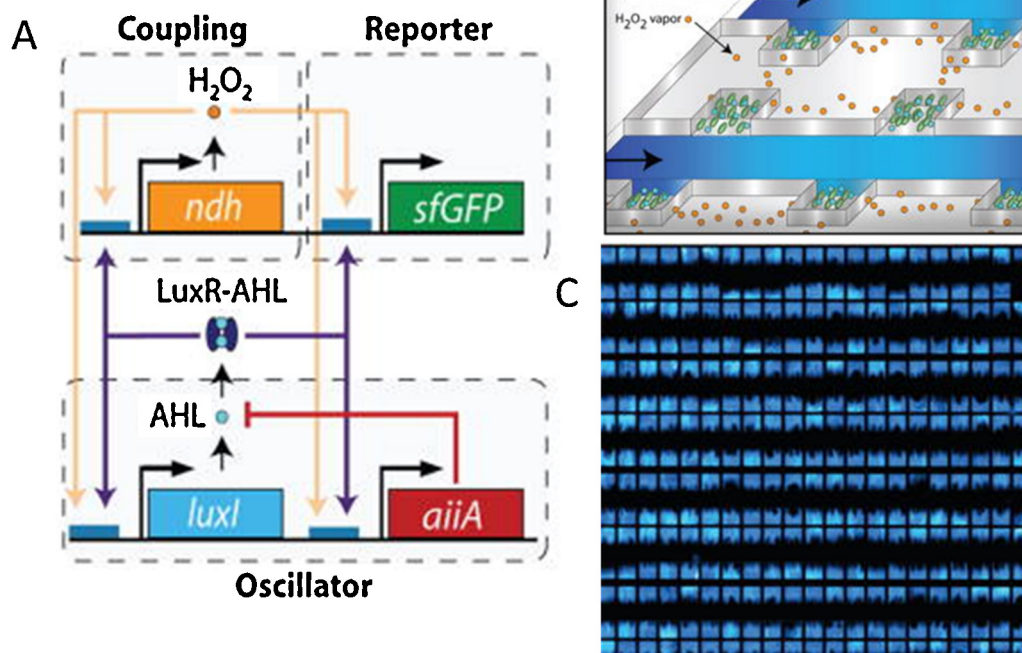 A
Coupling
Reporter
H₂O₂
ndh
sfGFP
LuxR-AHL
AHL
luxI
aiiA
Oscillator
H₂O₂ vapor
C